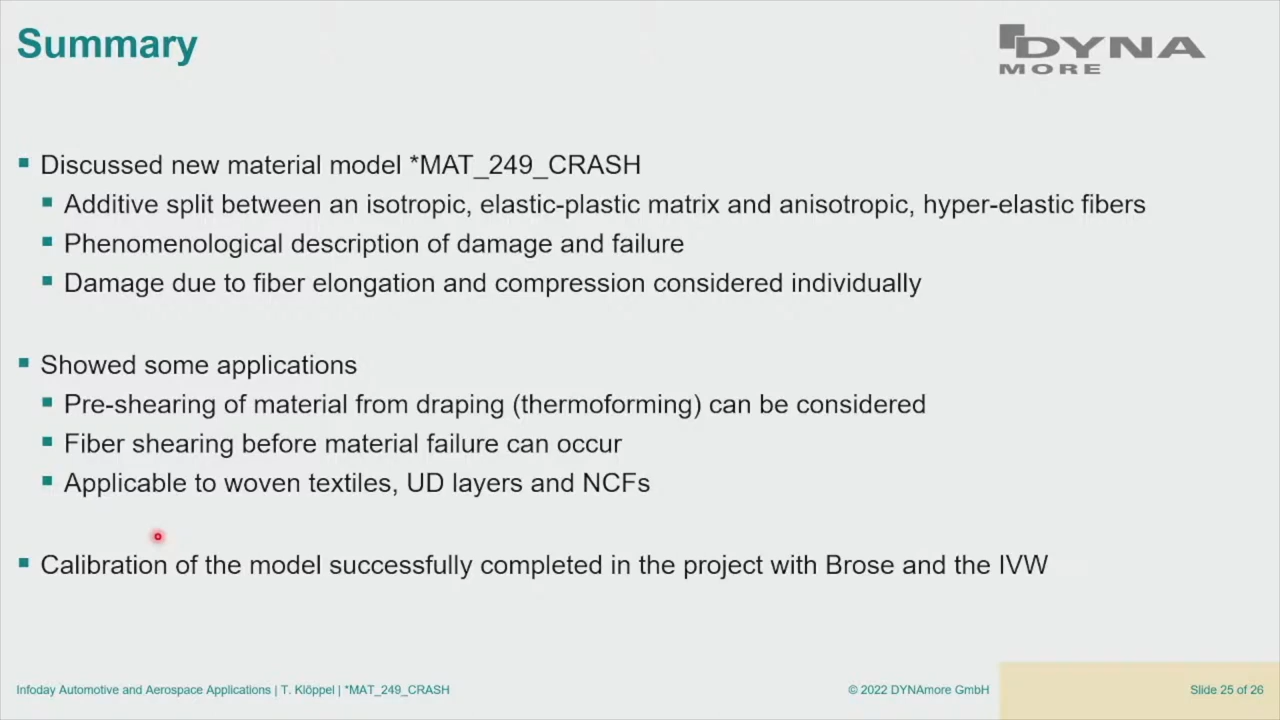 Summary
DYNA
MORE
Discussed new material model *MAT_249_CRASH
Additive split between an isotropic, elastic-plastic matrix and anisotropic, hyper-elastic fibers
Phenomenological description of damage and failure
Damage due to fiber elongation and compression considered individually
Showed some applications
Pre-shearing of material from draping (thermoforming) can be considered
Fiber shearing before material failure can occur
Applicable to woven textiles, UD layers and NCFs
Calibration of the model successfully completed in the project with Brose and the IVW
Infoday Automotive and Aerospace Applications | T. Klöppel | *MAT_249_CRASH
© 2022 DYNAmore GmbH
Slide 25 of 26